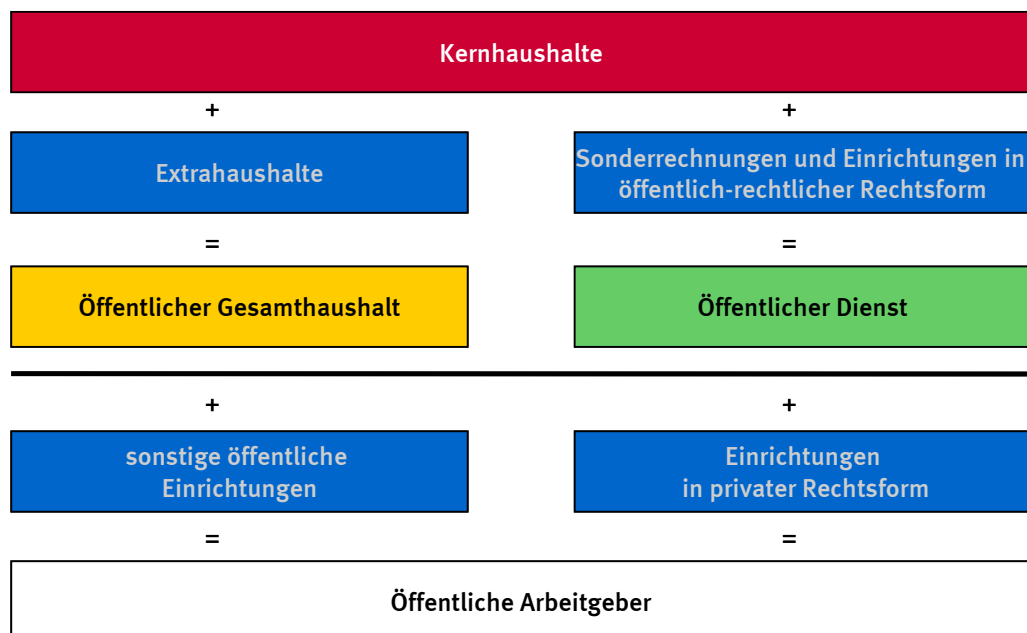 Kernhaushalte
+ +
Extrahaushalte
Sonderrechnungen und Einrichtungen in
öffentlich-rechtlicher Rechtsform
= =
Öffentlicher Gesamthaushalt
Öffentlicher Dienst
+ +
sonstige öffentliche
Einrichtungen
Einrichtungen
in privater Rechtsform
= =
Öffentliche Arbeitgeber